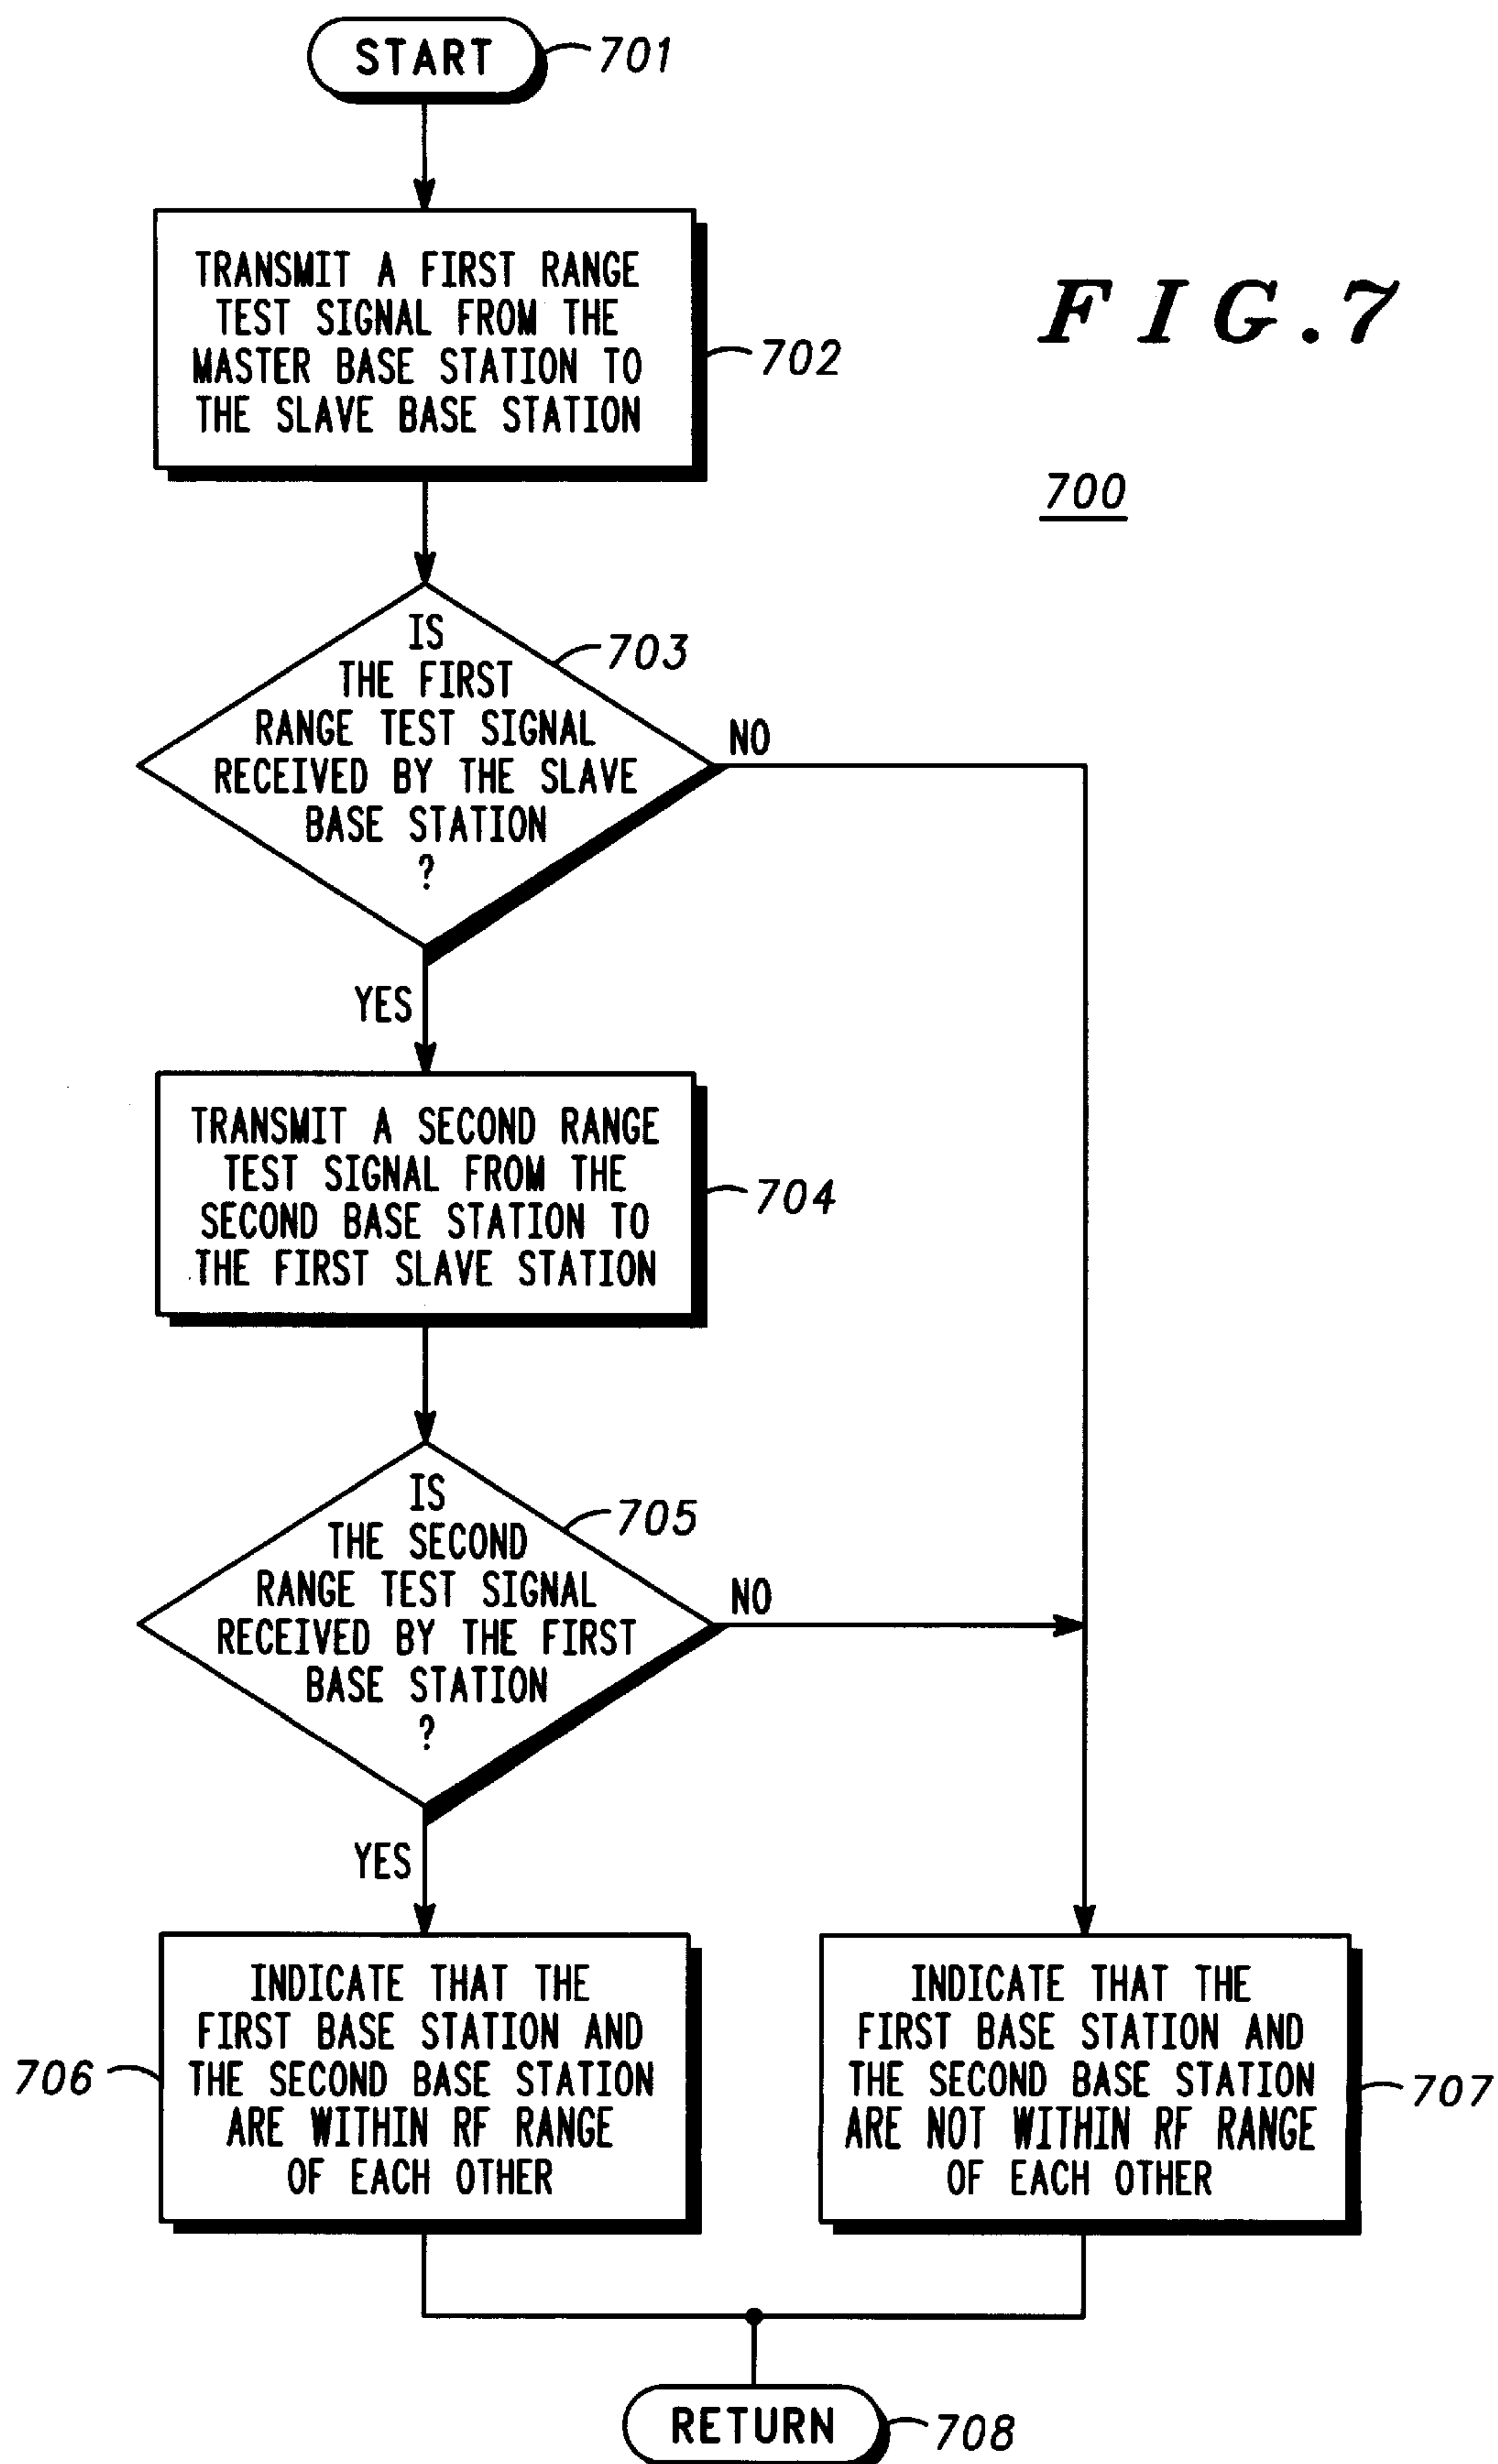 START
701
TRANSMIT A FIRST RANGE
TEST SIGNAL FROM THE
MASTER BASE STATION TO
THE SLAVE BASE STATION
702
FIG.7
700
IS
THE FIRST
RANGE TEST SIGNAL
RECEIVED BY THE SLAVE
BASE STATION
?
703
NO
YES
TRANSMIT A SECOND RANGE
TEST SIGNAL FROM THE
SECOND BASE STATION TO
THE FIRST SLAVE STATION
704
IS
THE SECOND
RANGE TEST SIGNAL
RECEIVED BY THE FIRST
BASE STATION
?
705
NO
YES
INDICATE THAT THE
FIRST BASE STATION AND
THE SECOND BASE STATION
ARE WITHIN RF RANGE
OF EACH OTHER
706
INDICATE THAT THE
FIRST BASE STATION AND
THE SECOND BASE STATION
ARE NOT WITHIN RF RANGE
OF EACH OTHER
707
RETURN
708